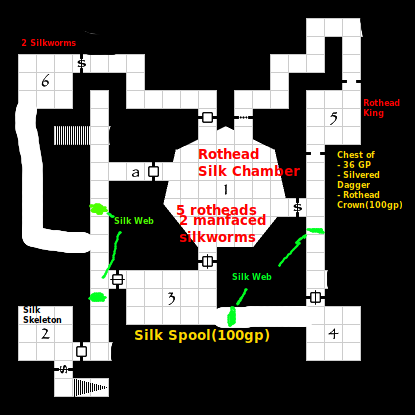 2 Silkworms
S
6
5
Rothead
King
Rothead
Silk Chamber
Chest of
- 36 GP
- Silvered
Dagger
- Rothead
Crown(100gp)
a
1
5 rotheads
2 manfaced
silkworms
S
Silk Web
Silk Web
3
Silk
Skeleton
2
Silk Spool(100gp)
4
S